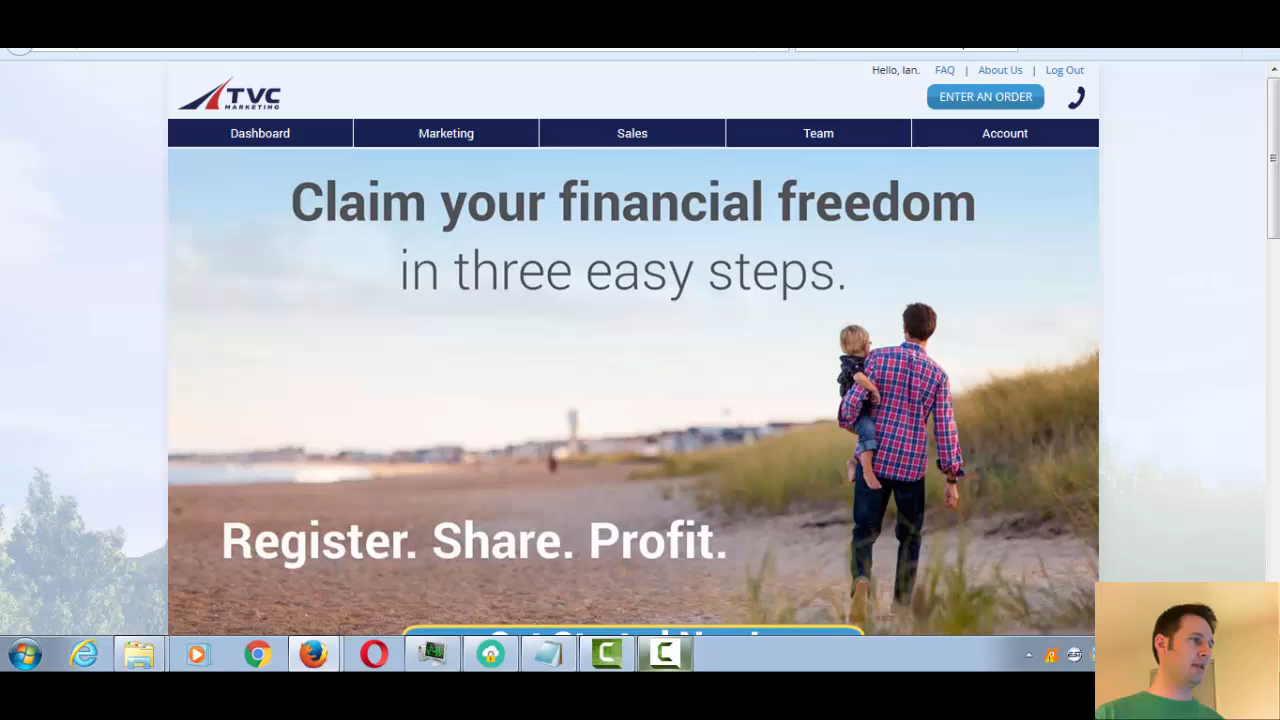 Hello, Ian. FAQ | About Us | Log Out
TVC
MARKETING
ENTER AN ORDER
Dashboard Marketing Sales Team Account
Claim your financial freedom
in three easy steps.
Register. Share. Profit.